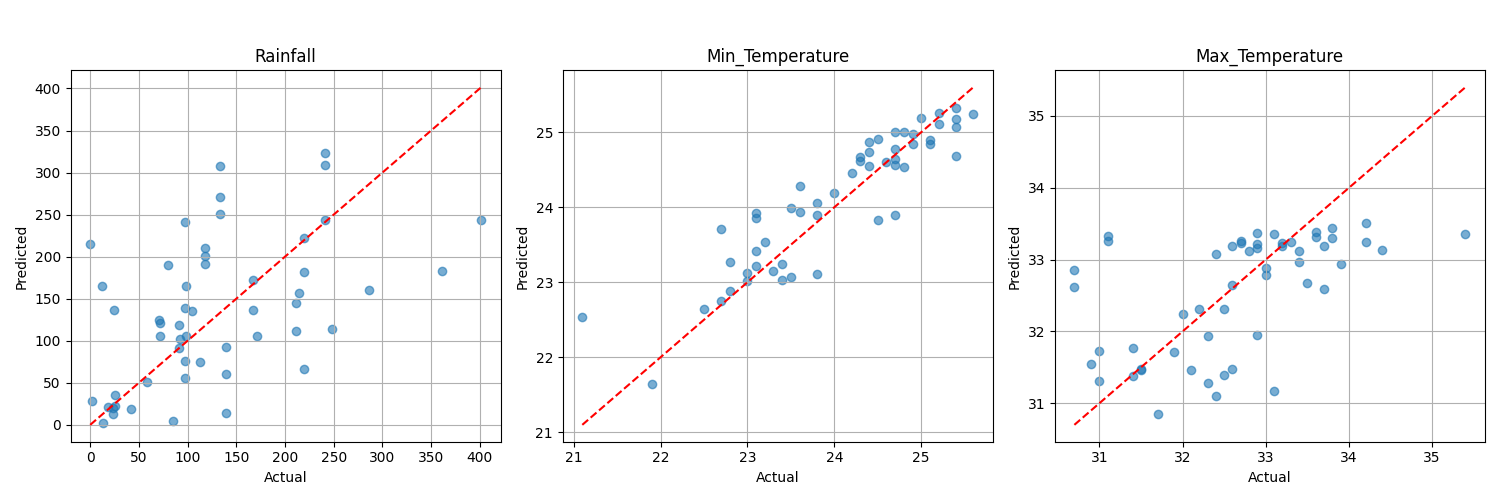 Rainfall
400
350
300
250
200
150
100
50
0
Predicted
0 50 100 150 200 250 300 350 400
Actual
Min_Temperature
25
24
23
22
21
Predicted
21 22 23 24 25
Actual
Max_Temperature
35
34
33
32
31
Predicted
31 32 33 34 35
Actual